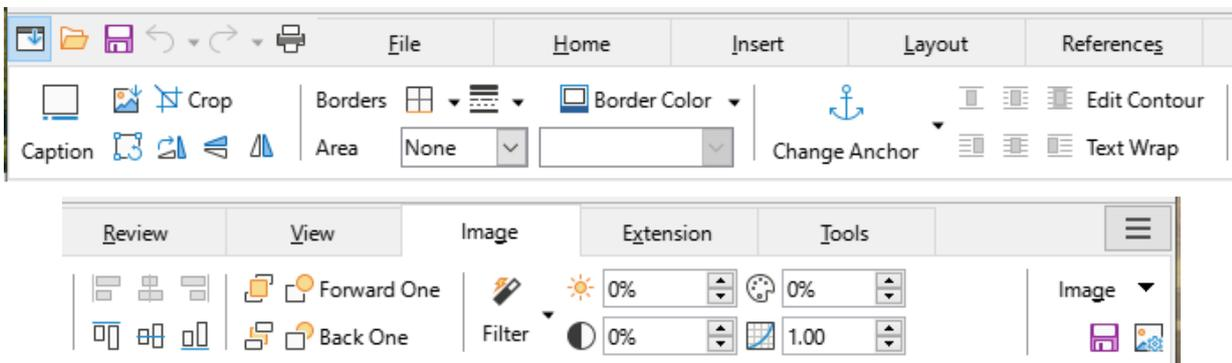 File Home Insert Layout References
Crop Borders Border Color Edit Contour
Caption Area None Change Anchor Text Wrap
Review View Image Extension Tools
Forward One 0% 0% Image
Back One Filter 0% 1.00